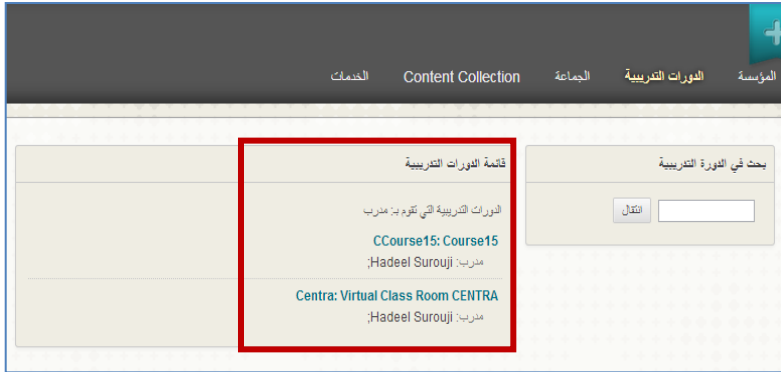 المؤسسة الدورات التدريبية الجماعة Content Collection الخدمات
بحث في الدورة التدريبية
انتقال
قائمة الدورات التدريبية
الدورات التدريبية التي تقوم بـ: مدرب
CCourse15: Course15
مدرب: Hadeel Surouji;
Centra: Virtual Class Room CENTRA
مدرب: Hadeel Surouji;